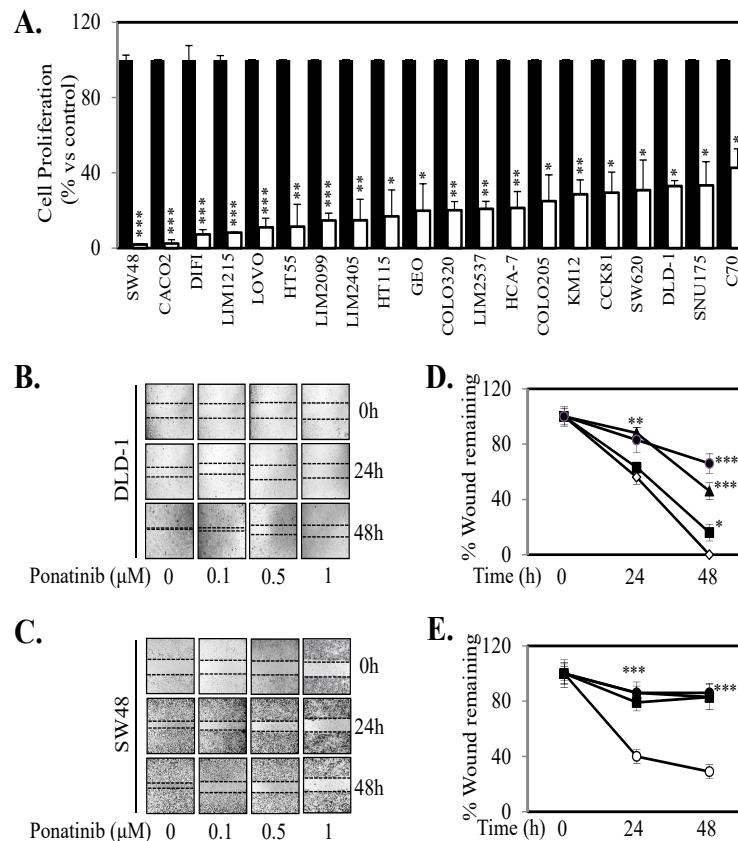 A.
Cell Proliferation
(% vs control)
120
80
40
0
***
***
***
***
***
**
***
**
*
*
**
**
**
*
**
*
*
*
*
*
SW48
CACO2
DIFI
LIM1215
LOVO
HT55
LIM2099
LIM2405
HT115
GEO
COLO320
LIM2537
HCA-7
COLO205
KM12
CCK81
SW620
DLD-1
SNU175
C70
B.
DLD-1
0h
24h
48h
Ponatinib (μM) 0 0.1 0.5 1
C.
SW48
0h
24h
48h
Ponatinib (μM) 0 0.1 0.5 1
D.
% Wound remaining
120
80
40
0
**
***
***
*
Time (h) 0 24 48
E.
% Wound remaining
120
80
40
0
***
***
Time (h) 0 24 48